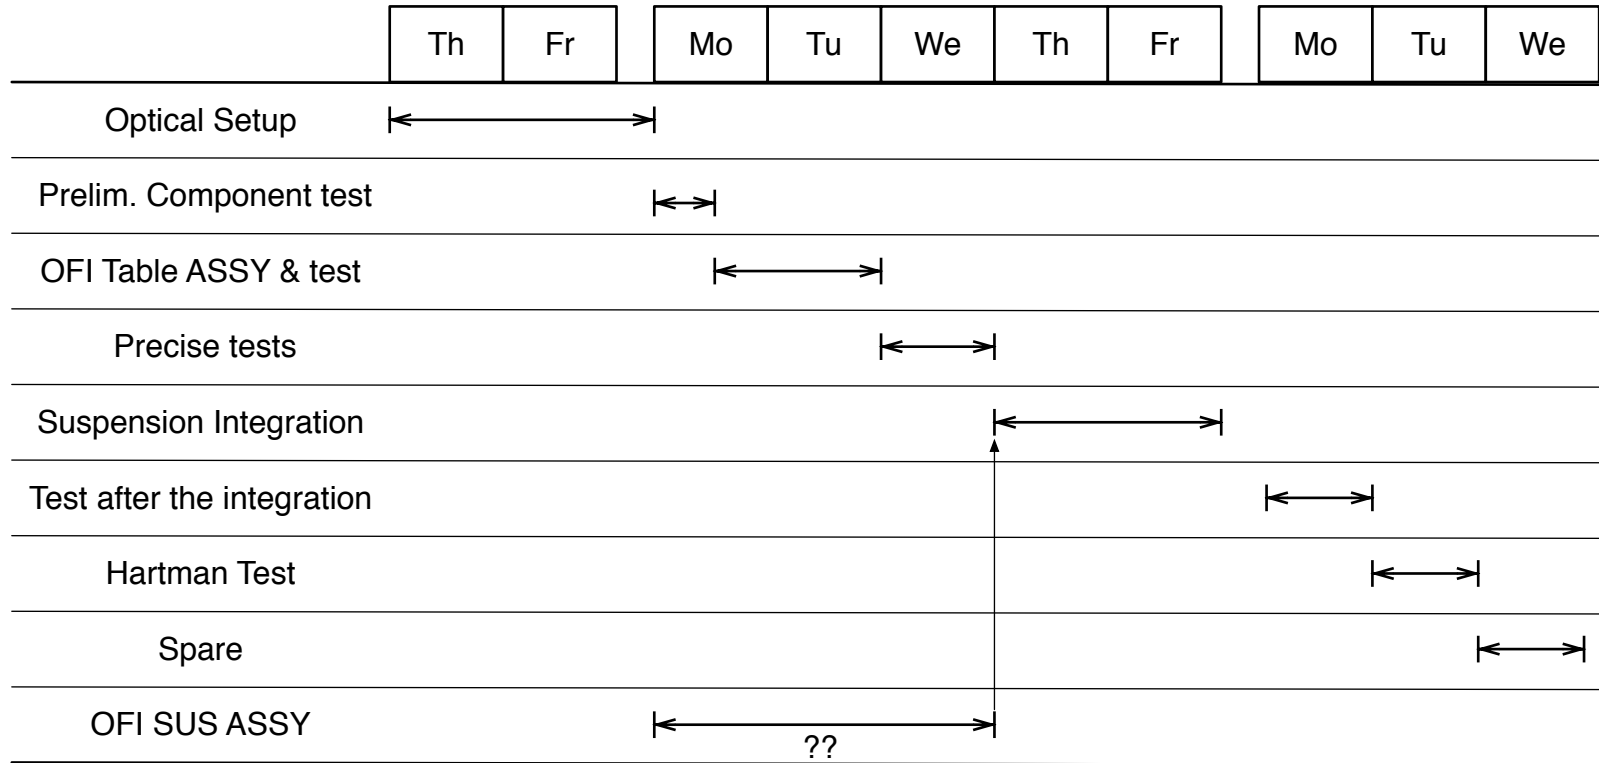 Th Fr Mo Tu We Th Fr Mo Tu We
Optical Setup
Prelim. Component test
OFI Table ASSY & test
Precise tests
Suspension Integration
Test after the integration
Hartman Test
Spare
OFI SUS ASSY
??